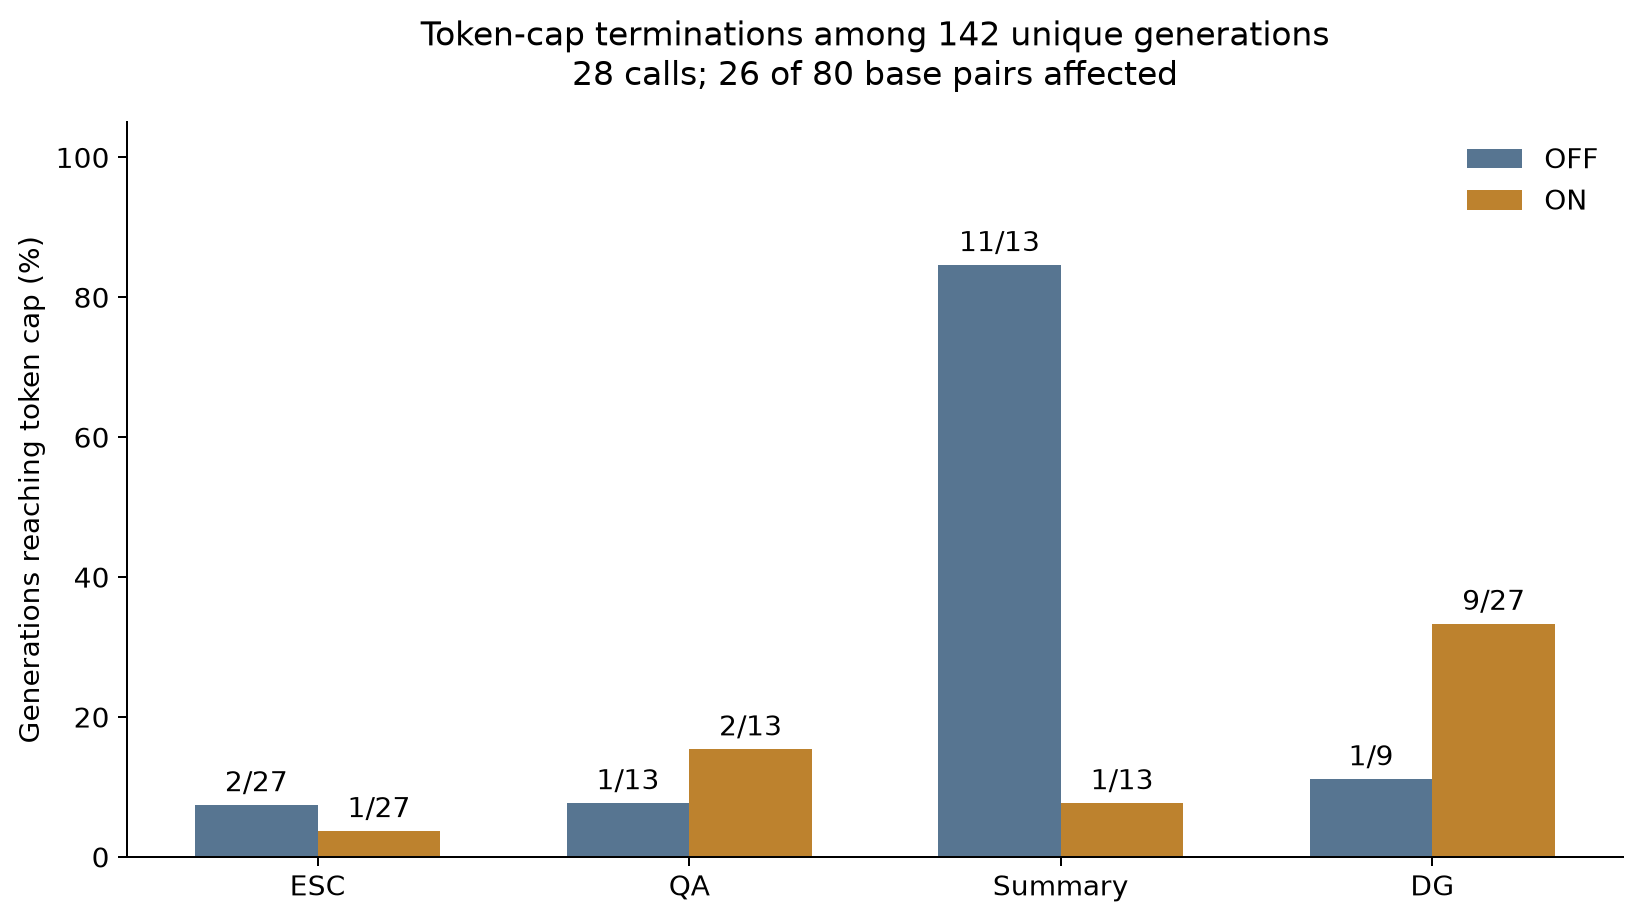 Token-cap terminations among 142 unique generations
28 calls; 26 of 80 base pairs affected
Generations reaching token cap (%)
100
80
60
40
20
0
OFF
ON
2/27
1/27
1/13
2/13
11/13
1/13
1/9
9/27
ESC
QA
Summary
DG